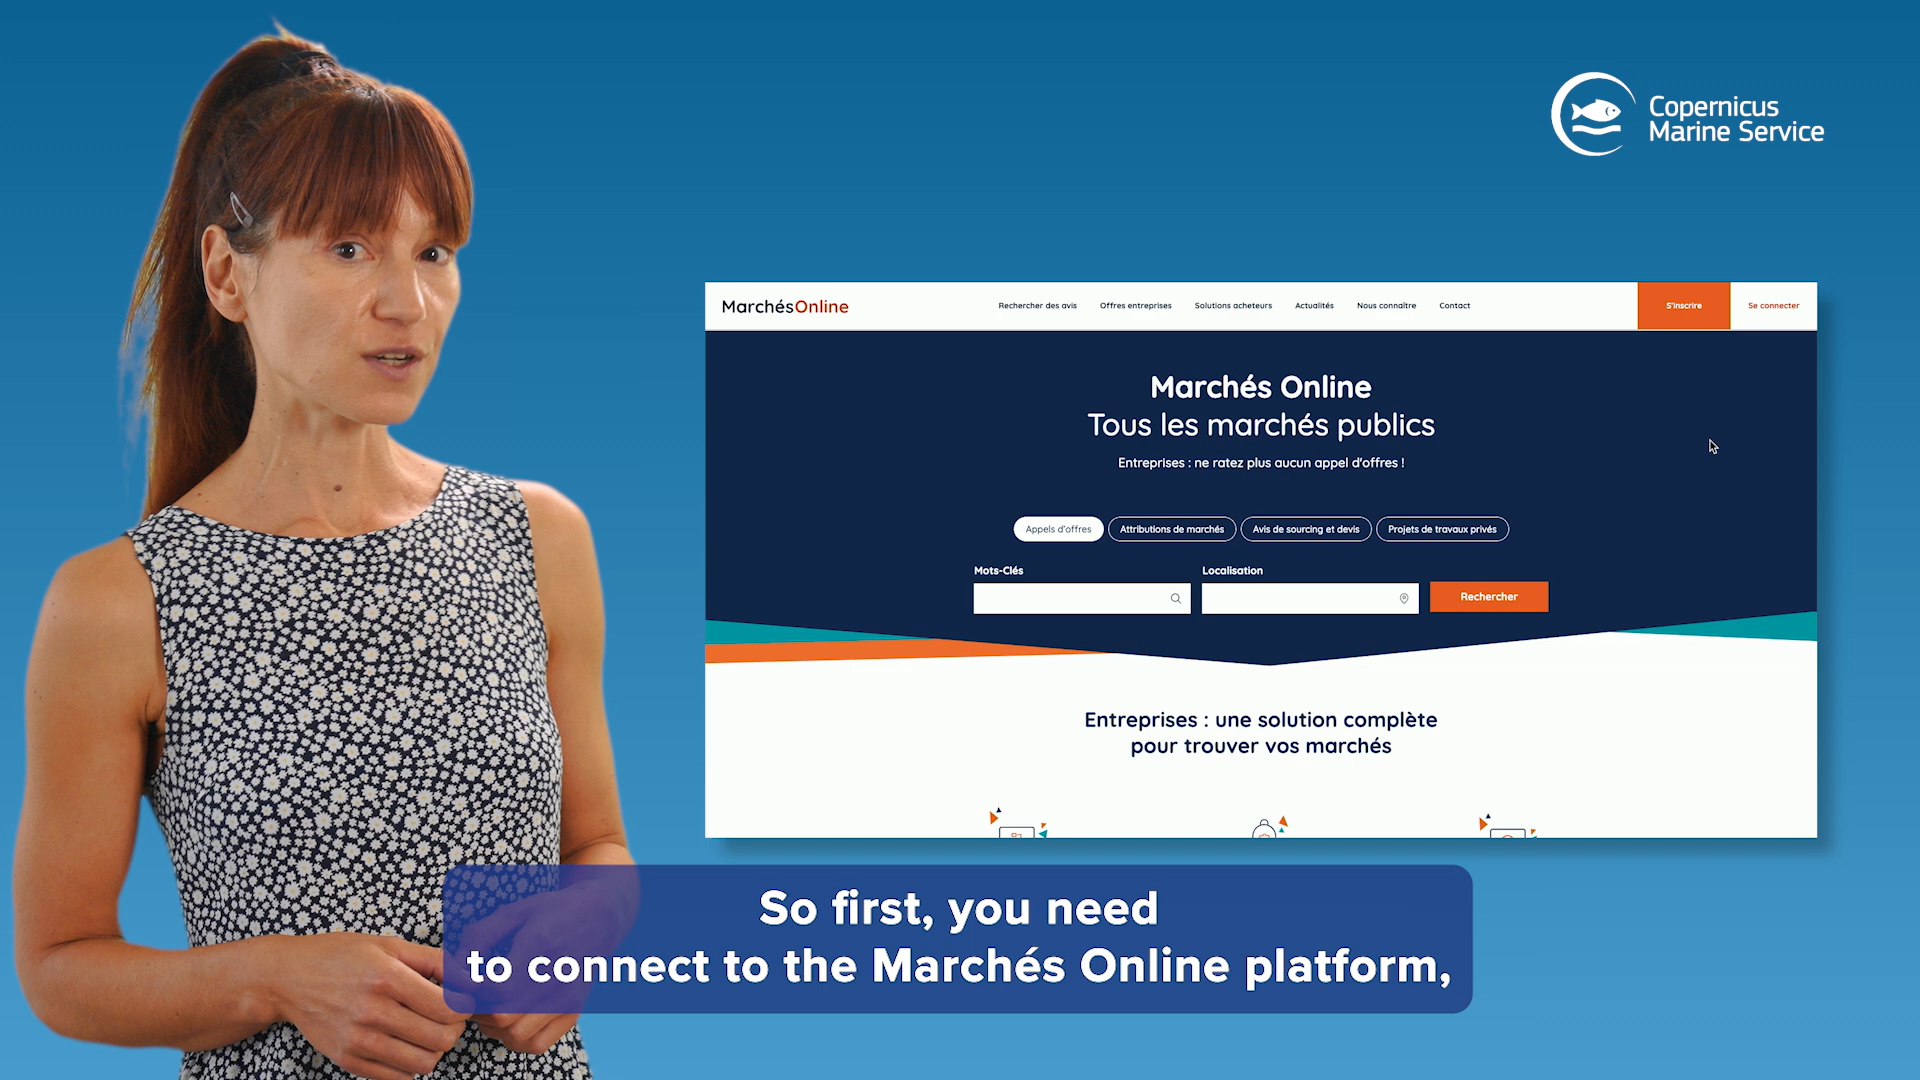 Copernicus
Marine Service
MarchésOnline
Rechercher des avis
Offres entreprises
Solutions acheteurs
Actualités
Nous connaître
Contact
S'inscrire
Se connecter
Marchés Online
Tous les marchés publics
Entreprises : ne ratez plus aucun appel d'offres !
Appels d'offres
Attributions de marchés
Avis de sourcing et devis
Projets de travaux privés
Mots-Clés
Localisation
Rechercher
Entreprises : une solution complète
pour trouver vos marchés
So first, you need
to connect to the Marchés Online platform,